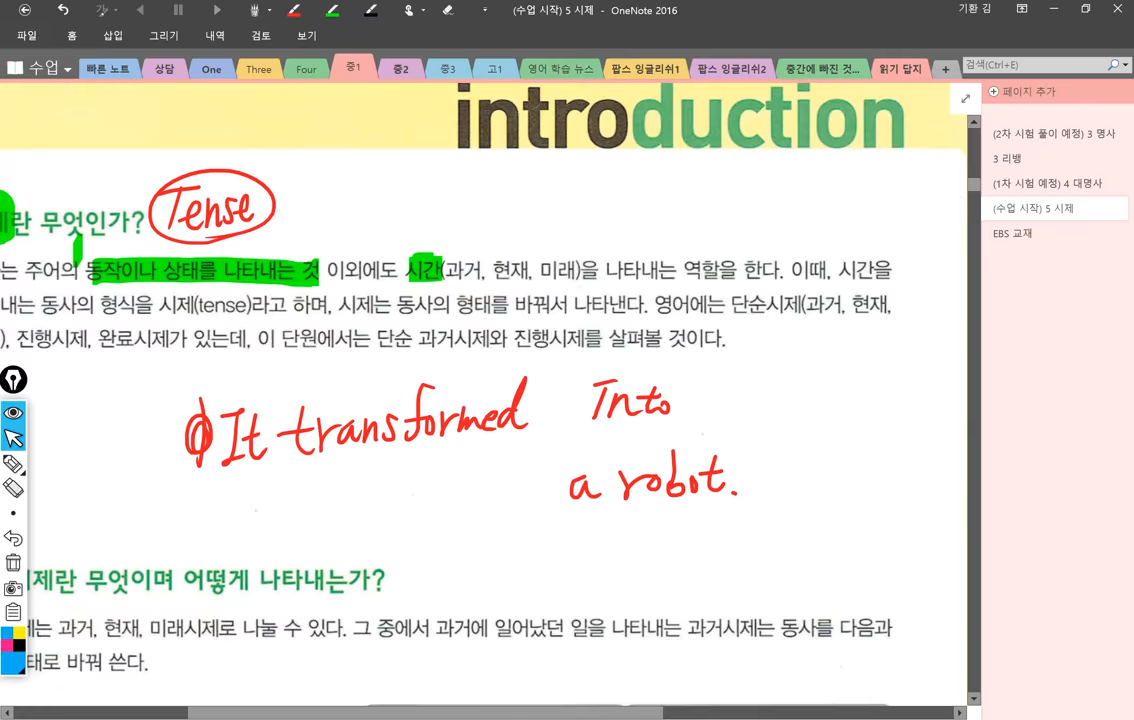 (수업 시작) 5 시제 - OneNote 2016
기환 김
파일 홈 삽입 그리기 내역 검토 보기
수업 빠른 노트 상담 One Three Four 중1 중2 중3 고1 영어 학습 뉴스 팝스 잉글리쉬1 팝스 잉글리쉬2 중간에 빠진 것... 읽기 답지 + 검색(Ctrl+E)
페이지 추가
(2차 시험 풀이 예정) 3 명사
3 리뱅
(1차 시험 예정) 4 대명사
(수업 시작) 5 시제
EBS 교재
introduction
란 무엇인가? Tense
는 주어의 동작이나 상태를 나타내는 것 이외에도 시간(과거, 현재, 미래)을 나타내는 역할을 한다. 이때, 시간을
내는 동사의 형식을 시제(tense)라고 하며, 시제는 동사의 형태를 바꿔서 나타낸다. 영어에는 단순시제(과거, 현재,
), 진행시제, 완료시제가 있는데, 이 단원에서는 단순 과거시제와 진행시제를 살펴볼 것이다.
It transformed Into
a robot.
시제란 무엇이며 어떻게 나타내는가?
제는 과거, 현재, 미래시제로 나눌 수 있다. 그 중에서 과거에 일어났던 일을 나타내는 과거시제는 동사를 다음과
태로 바꿔 쓴다.